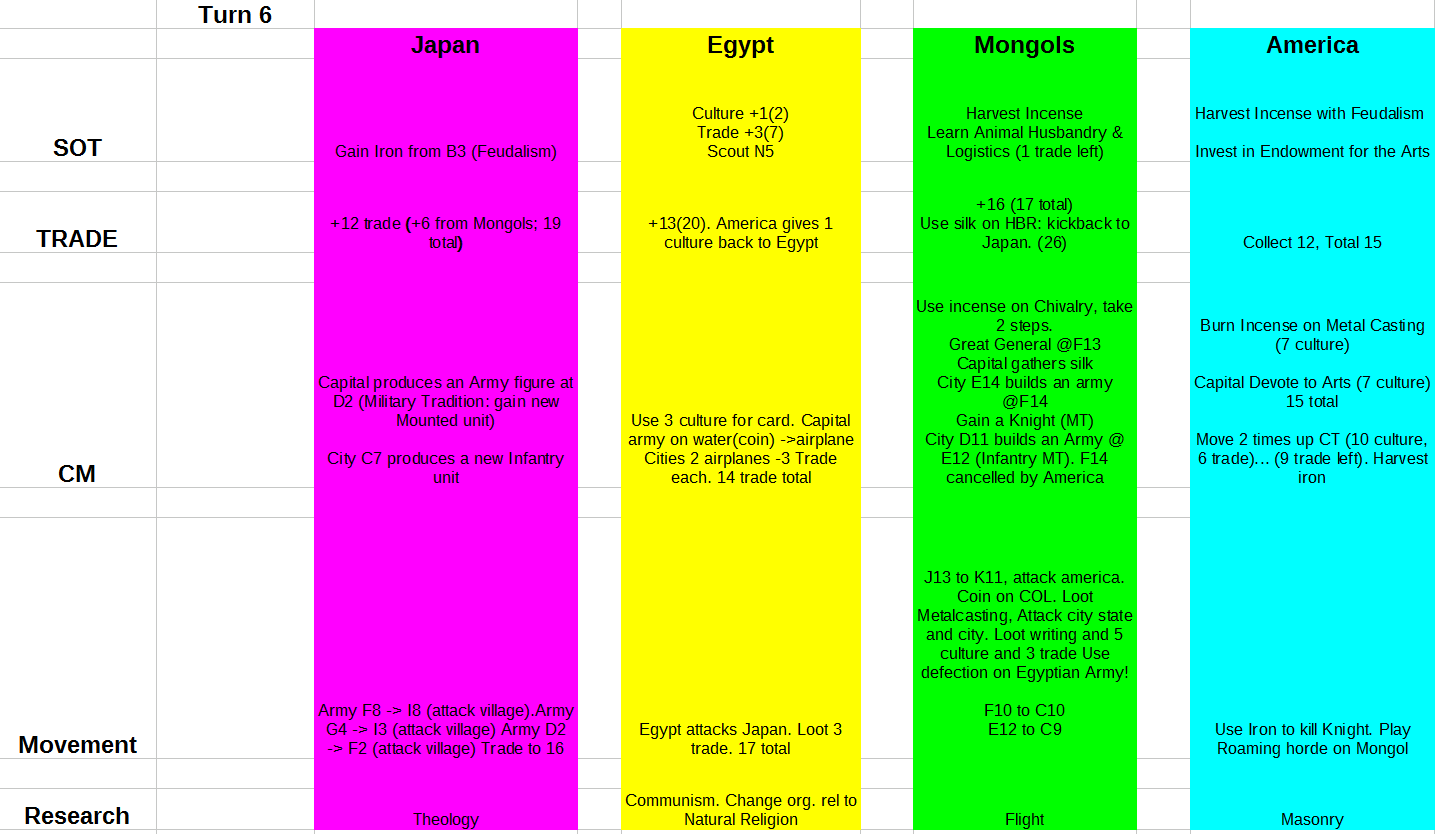 Turn 6
Japan
Egypt
Mongols
America
SOT
Gain Iron from B3 (Feudalism)
Culture +1(2)
Trade +3(7)
Scout N5
Harvest Incense
Learn Animal Husbandry &
Logistics (1 trade left)
Harvest Incense with Feudalism
Invest in Endowment for the Arts
TRADE
+12 trade (+6 from Mongols; 19
total)
+13(20). America gives 1
culture back to Egypt
+16 (17 total)
Use silk on HBR: kickback to
Japan. (26)
Collect 12, Total 15
CM
Capital produces an Army figure at
D2 (Military Tradition: gain new
Mounted unit)
City C7 produces a new Infantry
unit
Use 3 culture for card. Capital
army on water(coin) ->airplane
Cities 2 airplanes -3 Trade
each. 14 trade total
Use incense on Chivalry, take
2 steps.
Great General @F13
Capital gathers silk
City E14 builds an army
@F14
Gain a Knight (MT)
City D11 builds an Army @
E12 (Infantry MT). F14
cancelled by America
Burn Incense on Metal Casting
(7 culture)
Capital Devote to Arts (7 culture)
15 total
Move 2 times up CT (10 culture,
6 trade)... (9 trade left). Harvest
iron
Movement
Army F8 -> I8 (attack village).Army
G4 -> I3 (attack village) Army D2
-> F2 (attack village) Trade to 16
Egypt attacks Japan. Loot 3
trade. 17 total
J13 to K11, attack america.
Coin on COL. Loot
Metalcasting, Attack city state
and city. Loot writing and 5
culture and 3 trade Use
defection on Egyptian Army!
F10 to C10
E12 to C9
Use Iron to kill Knight. Play
Roaming horde on Mongol
Research
Theology
Communism. Change org. rel to
Natural Religion
Flight
Masonry